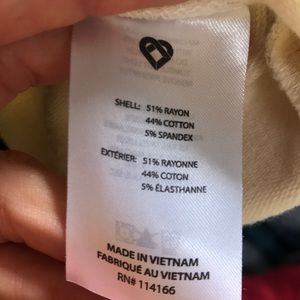 SHELL: 51% RAYON
44% COTTON
5% SPANDEX
EXTÉRIER: 51% RAYONNE
44% COTON
5% ÉLASTHANNE
MADE IN VIETNAM
FABRIQUÉ AU VIETNAM
RN# 114166